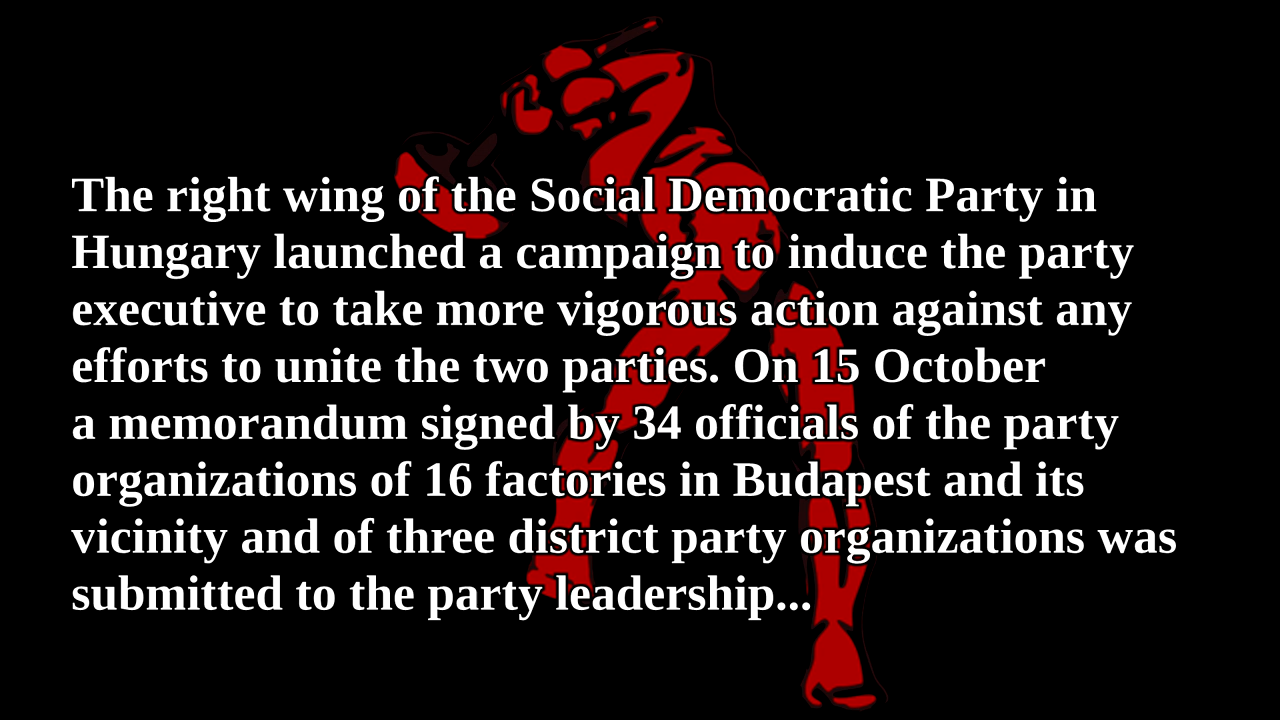 The right wing of the Social Democratic Party in
Hungary launched a campaign to induce the party
executive to take more vigorous action against any
efforts to unite the two parties. On 15 October
a memorandum signed by 34 officials of the party
organizations of 16 factories in Budapest and its
vicinity and of three district party organizations was
submitted to the party leadership...